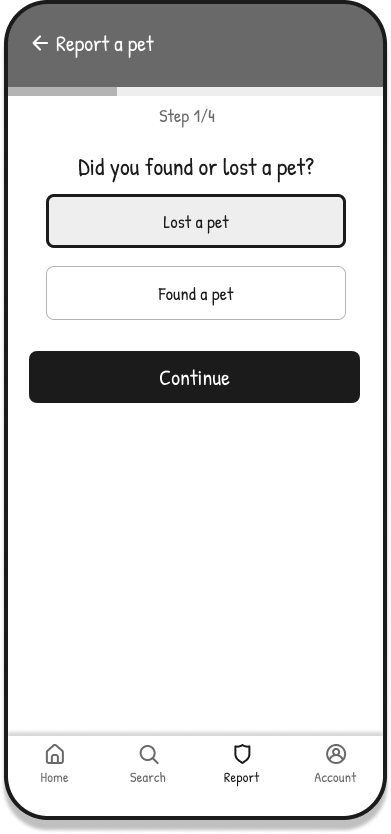 Report a pet
Step 1/4
Did you found or lost a pet?
Lost a pet
Found a pet
Continue
Home
Search
Report
Account